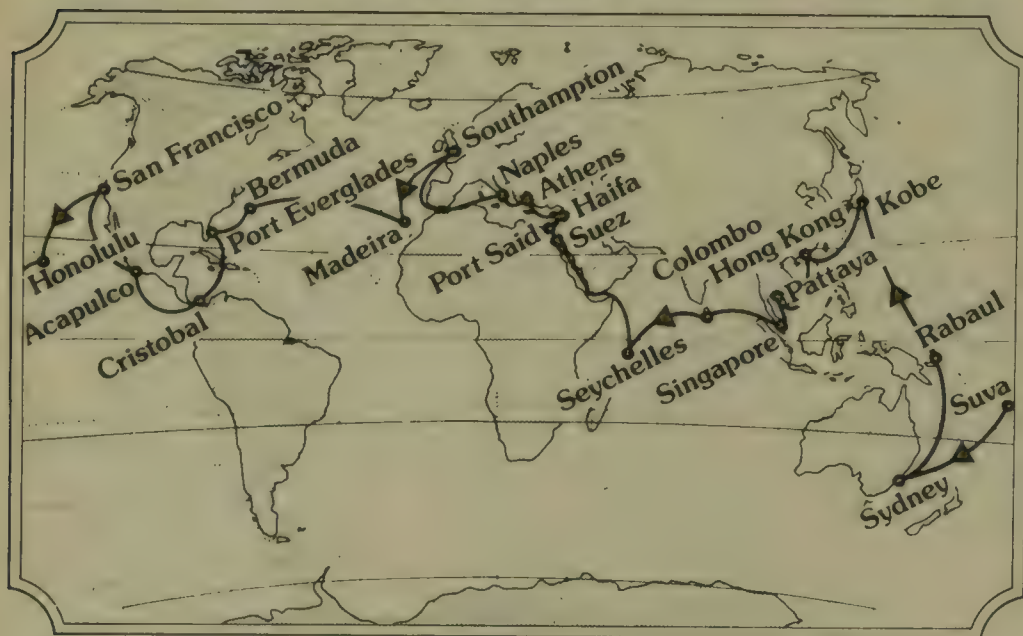 Southampton
San Francisco
Bermuda
Port Everglades
Naples
Athens
Haifa
Suez
Port Said
Madeira
Honolulu
Acapulco
Cristobal
Colombo
Hong Kong
Kobe
Pattaya
Seychelles
Singapore
Rabaul
Suva
Sydney